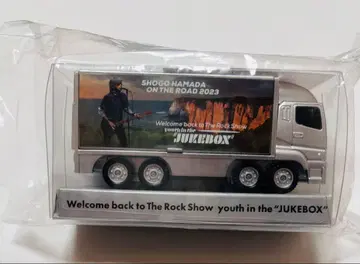 SHOGO HAMADA
ON THE ROAD 2023
Welcome back to The Rock Show
youth in the
"JUKEBOX"
Welcome back to The Rock Show youth in the "JUKEBOX"